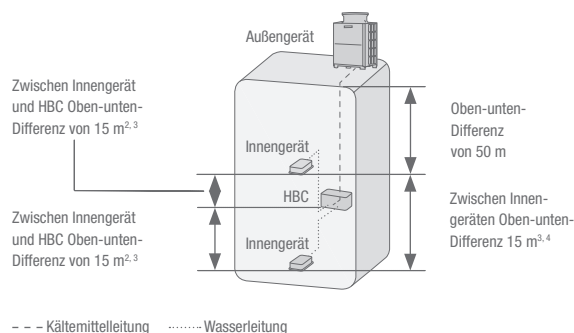 Außengerät
Zwischen Innengerät
und HBC Oben-unten-
Differenz von 15 m2, 3
Oben-unten-
Differenz
von 50 m
Innengerät
HBC
Zwischen Innen-
geräten Oben-unten-
Differenz 15 m3, 4
Zwischen Innengerät
und HBC Oben-unten-
Differenz von 15 m2, 3
Innengerät
Kältemittelleitung Wasserleitung